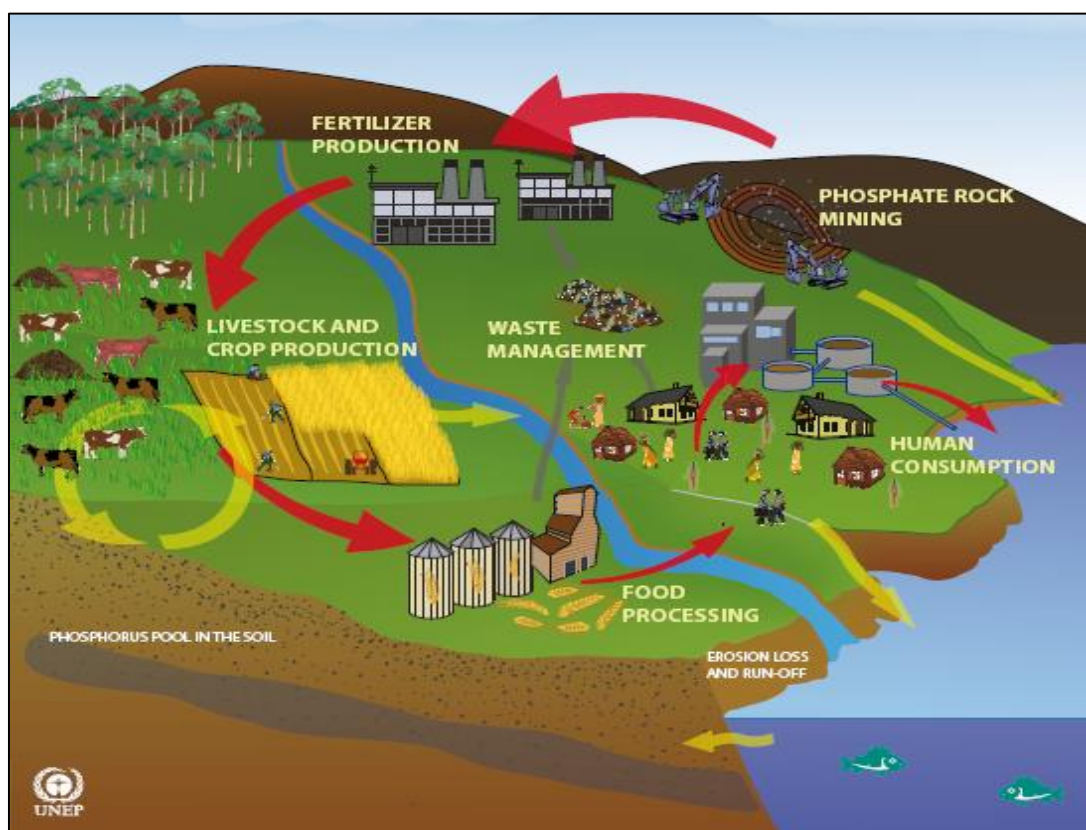 FERTILIZER
PRODUCTION
PHOSPHATE ROCK
MINING
LIVESTOCK AND
CROP PRODUCTION
WASTE
MANAGEMENT
HUMAN
CONSUMPTION
FOOD
PROCESSING
PHOSPHORUS POOL IN THE SOIL
EROSION LOSS
AND RUN-OFF
UNEP